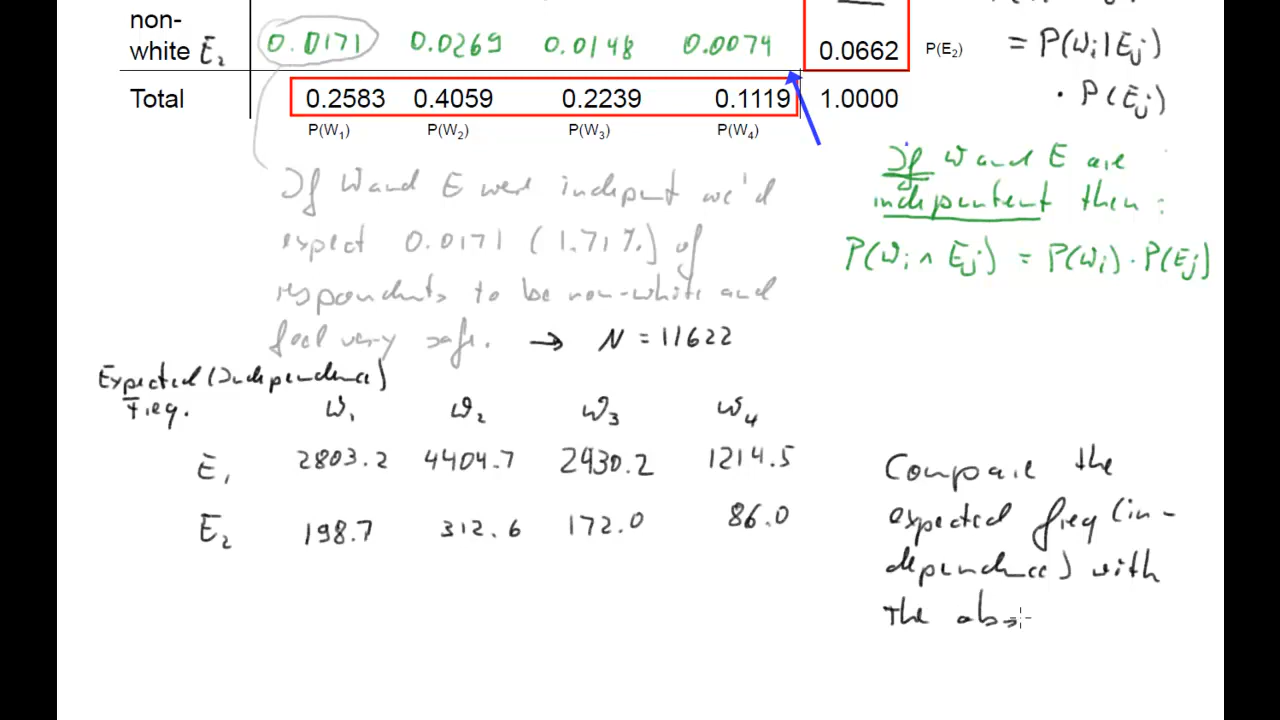 non-
white E₂ 0.0171 0.0269 0.0148 0.0074 0.0662 P(E₂)
= P(Wᵢ|Eⱼ)
Total 0.2583 0.4059 0.2239 0.1119 1.0000
· P(Eⱼ)
P(W₁) P(W₂) P(W₃) P(W₄)
If W and E are
independent then:
P(Wᵢ ∧ Eⱼ) = P(Wᵢ) · P(Eⱼ)
If W and E were indepent we'd
expect 0.0171 (1.71%) of
respondents to be non-white and
feel very safe. → N = 11622
Expected (Independence)
Freq. W₁ W₂ W₃ W₄
E₁ 2803.2 4404.7 2430.2 1214.5
E₂ 198.7 312.6 172.0 86.0
Compare the
expected freq (in-
dependence) with
the obs